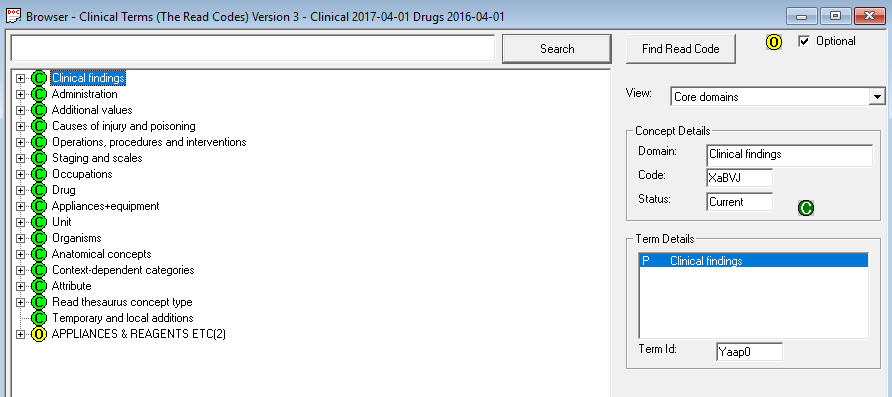 Browser - Clinical Terms (The Read Codes) Version 3 - Clinical 2017-04-01 Drugs 2016-04-01
Search
Find Read Code
O
Optional
C Clinical findings
C Administration
C Additional values
C Causes of injury and poisoning
C Operations, procedures and interventions
C Staging and scales
C Occupations
C Drug
C Appliances+equipment
C Unit
C Organisms
C Anatomical concepts
C Context-dependent categories
C Attribute
C Read thesaurus concept type
C Temporary and local additions
O APPLIANCES & REAGENTS ETC(2)
View: Core domains
Concept Details
Domain: Clinical findings
Code: XaBVJ
Status: Current
C
Term Details
P Clinical findings
Term Id: Yaap0